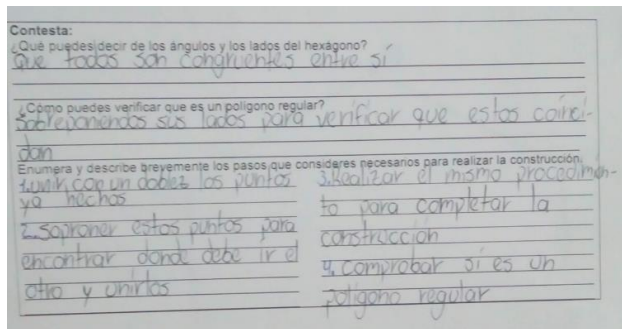 Contesta:
¿Qué puedes decir de los ángulos y los lados del hexágono?
Que todos son congruentes entre sí
¿Cómo puedes verificar que es un polígono regular?
Sobreponiendos sus lados para verificar que estos coinci-
dan
Enumera y describe brevemente los pasos que consideres necesarios para realizar la construcción.
1. unir con un doblez los puntos
ya hechos
2. Soproner estos puntos para
encontrar donde debe ir el
otro y unirlos
3. Realizar el mismo procedimen-
to para completar la
construcción
4. comprobar si es un
polígono regular